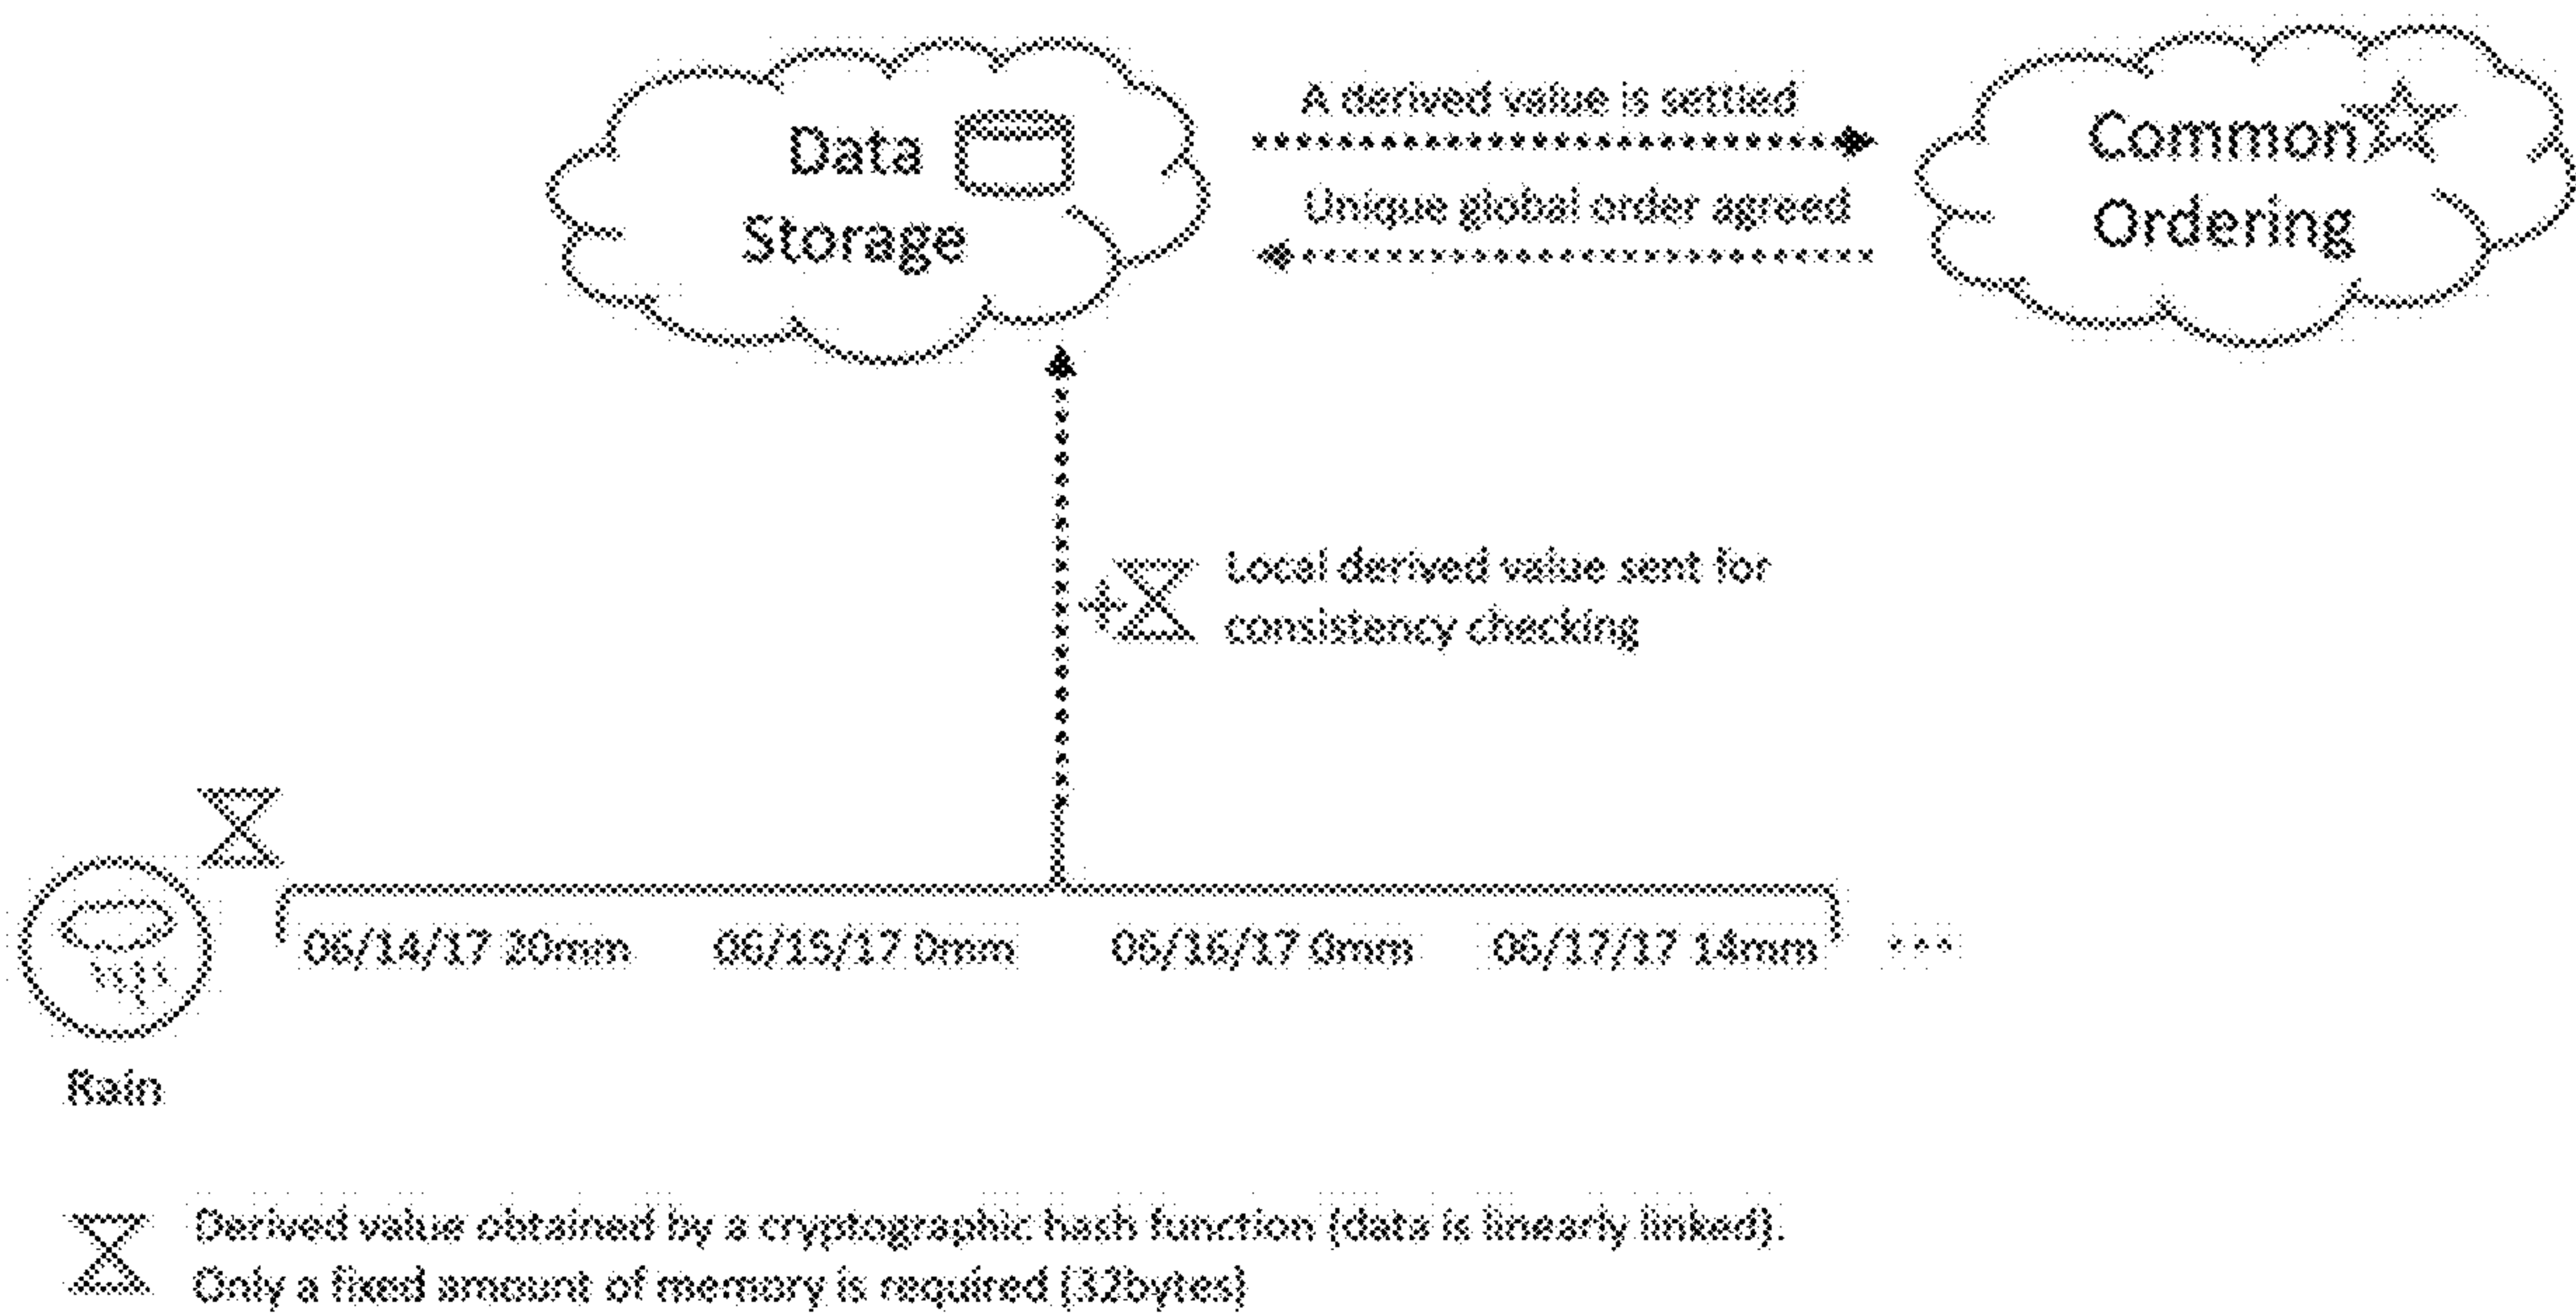 Data
Storage
A derived value is settled
Unique global order agreed
Common
Ordering
Local derived value sent for
consistency checking
06/14/17 20mm 06/15/17 0mm 06/16/17 0mm 06/17/17 14mm ...
Rain
Derived value obtained by a cryptographic hash function (data is linearly linked).
Only a fixed amount of memory is required (32bytes)